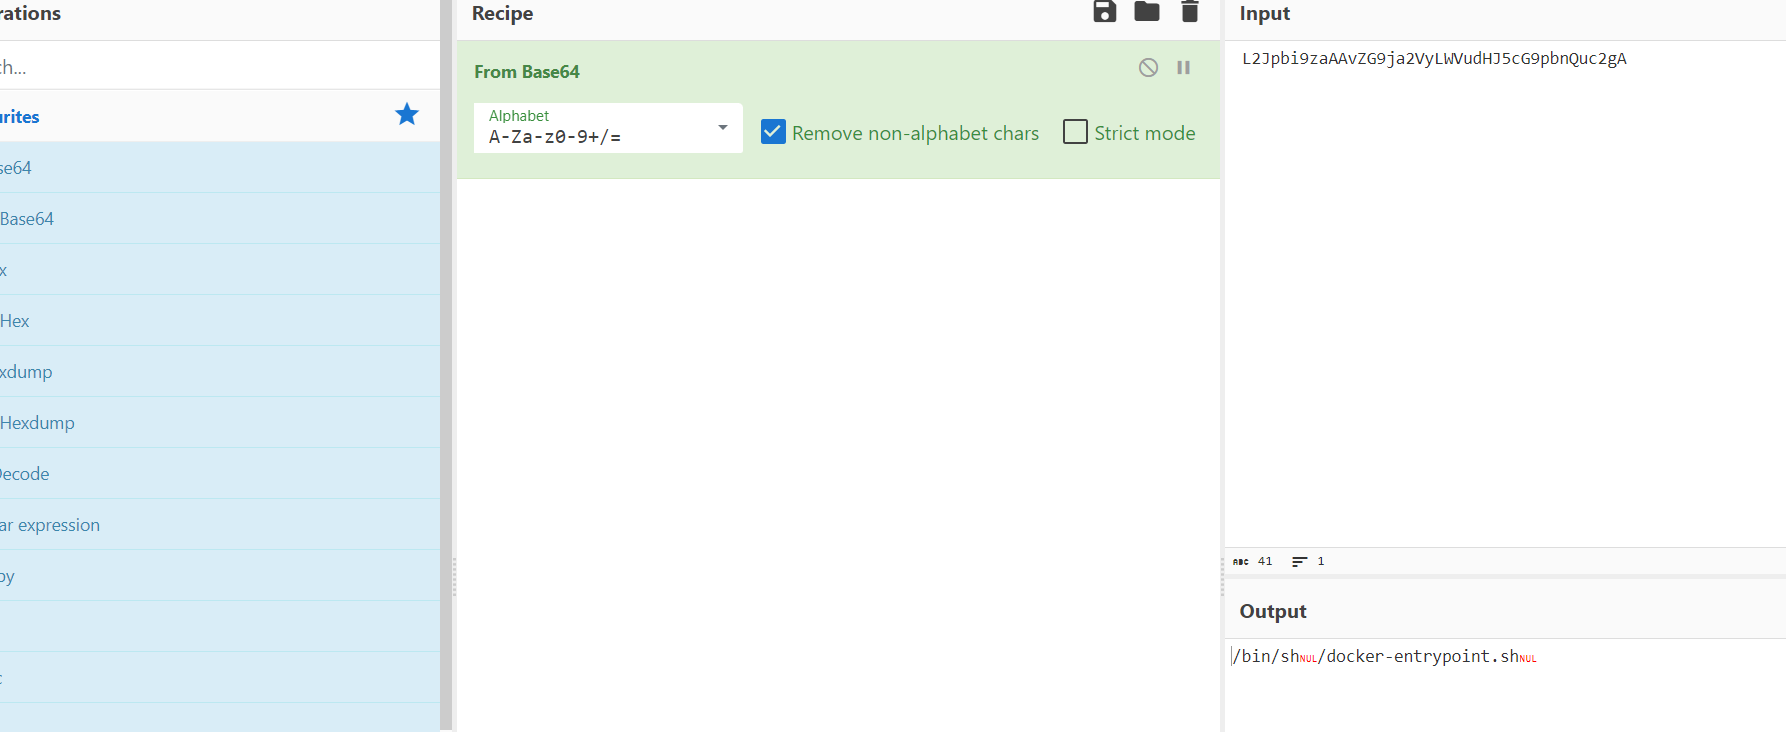 rations
ch...
urites
se64
Base64
x
Hex
xdump
Hexdump
Decode
ar expression
py
Recipe
From Base64
Alphabet
A-Za-z0-9+/=
Remove non-alphabet chars
Strict mode
Input
L2Jpbi9zaAAvZG9ja2VyLWVudHJ5cG9pbnQuc2gA
ABC 41 1
Output
/bin/shNUL/docker-entrypoint.shNUL